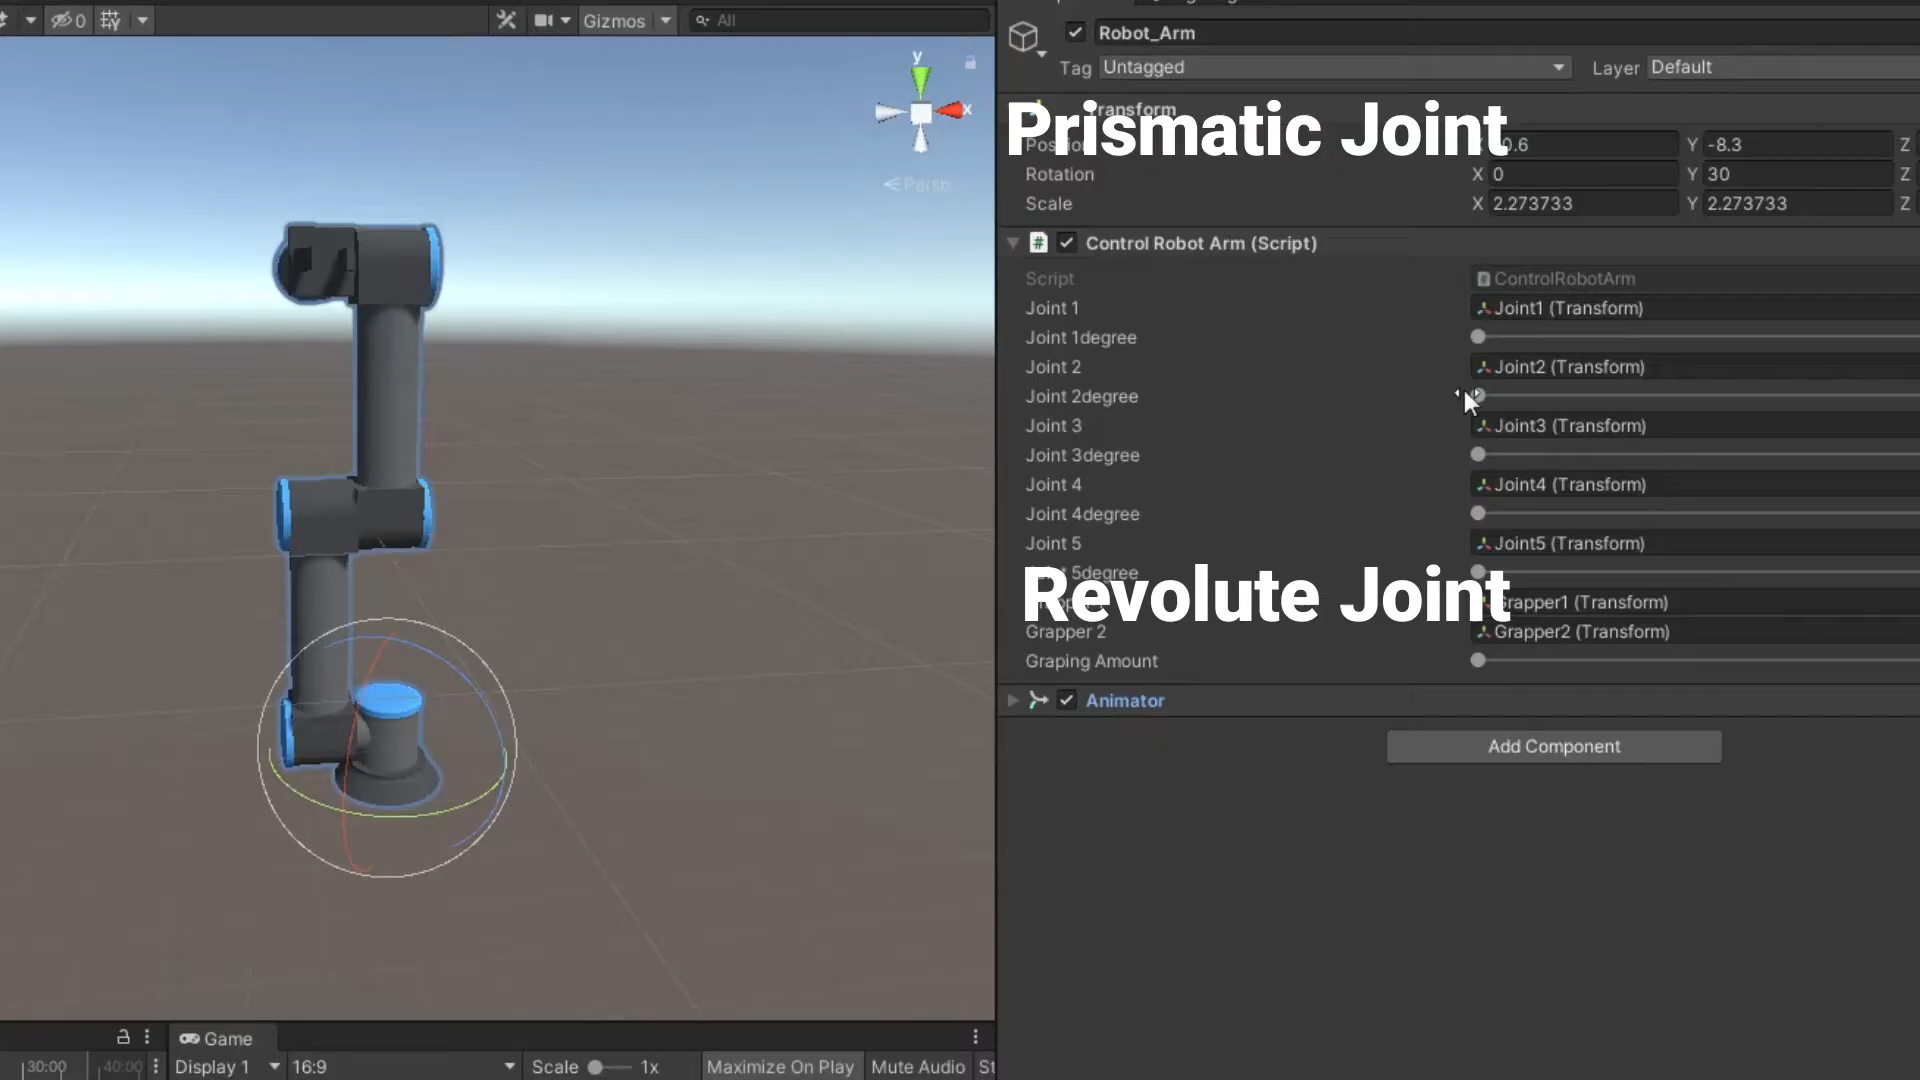 0
Gizmos
All
y
x
Persp
Robot_Arm
Tag Untagged Layer Default
Transform
Prismatic Joint
X 0.6 Y -8.3 Z
Rotation X 0 Y 30 Z
Scale X 2.273733 Y 2.273733 Z
# Control Robot Arm (Script)
Script ControlRobotArm
Joint 1 Joint1 (Transform)
Joint 1degree
Joint 2 Joint2 (Transform)
Joint 2degree
Joint 3 Joint3 (Transform)
Joint 3degree
Joint 4 Joint4 (Transform)
Joint 4degree
Joint 5 Joint5 (Transform)
Joint 5degree
Revolute Joint
Grapper1 (Transform)
Grapper 2 Grapper2 (Transform)
Graping Amount
Animator
Add Component
Game
30:00 40:00 Display 1 16:9 Scale 1x Maximize On Play Mute Audio St